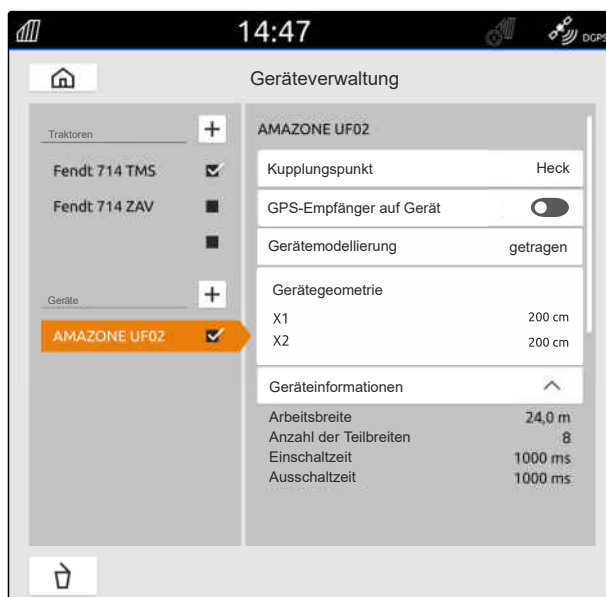 14:47
DGPS
Geräteverwaltung
Traktoren
Fendt 714 TMS
Fendt 714 ZAV
Geräte
AMAZONE UF02
AMAZONE UF02
Kupplungspunkt Heck
GPS-Empfänger auf Gerät
Gerätemodellierung getragen
Gerätegeometrie
X1 200 cm
X2 200 cm
Geräteinformationen
Arbeitsbreite 24,0 m
Anzahl der Teilbreiten 8
Einschaltzeit 1000 ms
Ausschaltzeit 1000 ms